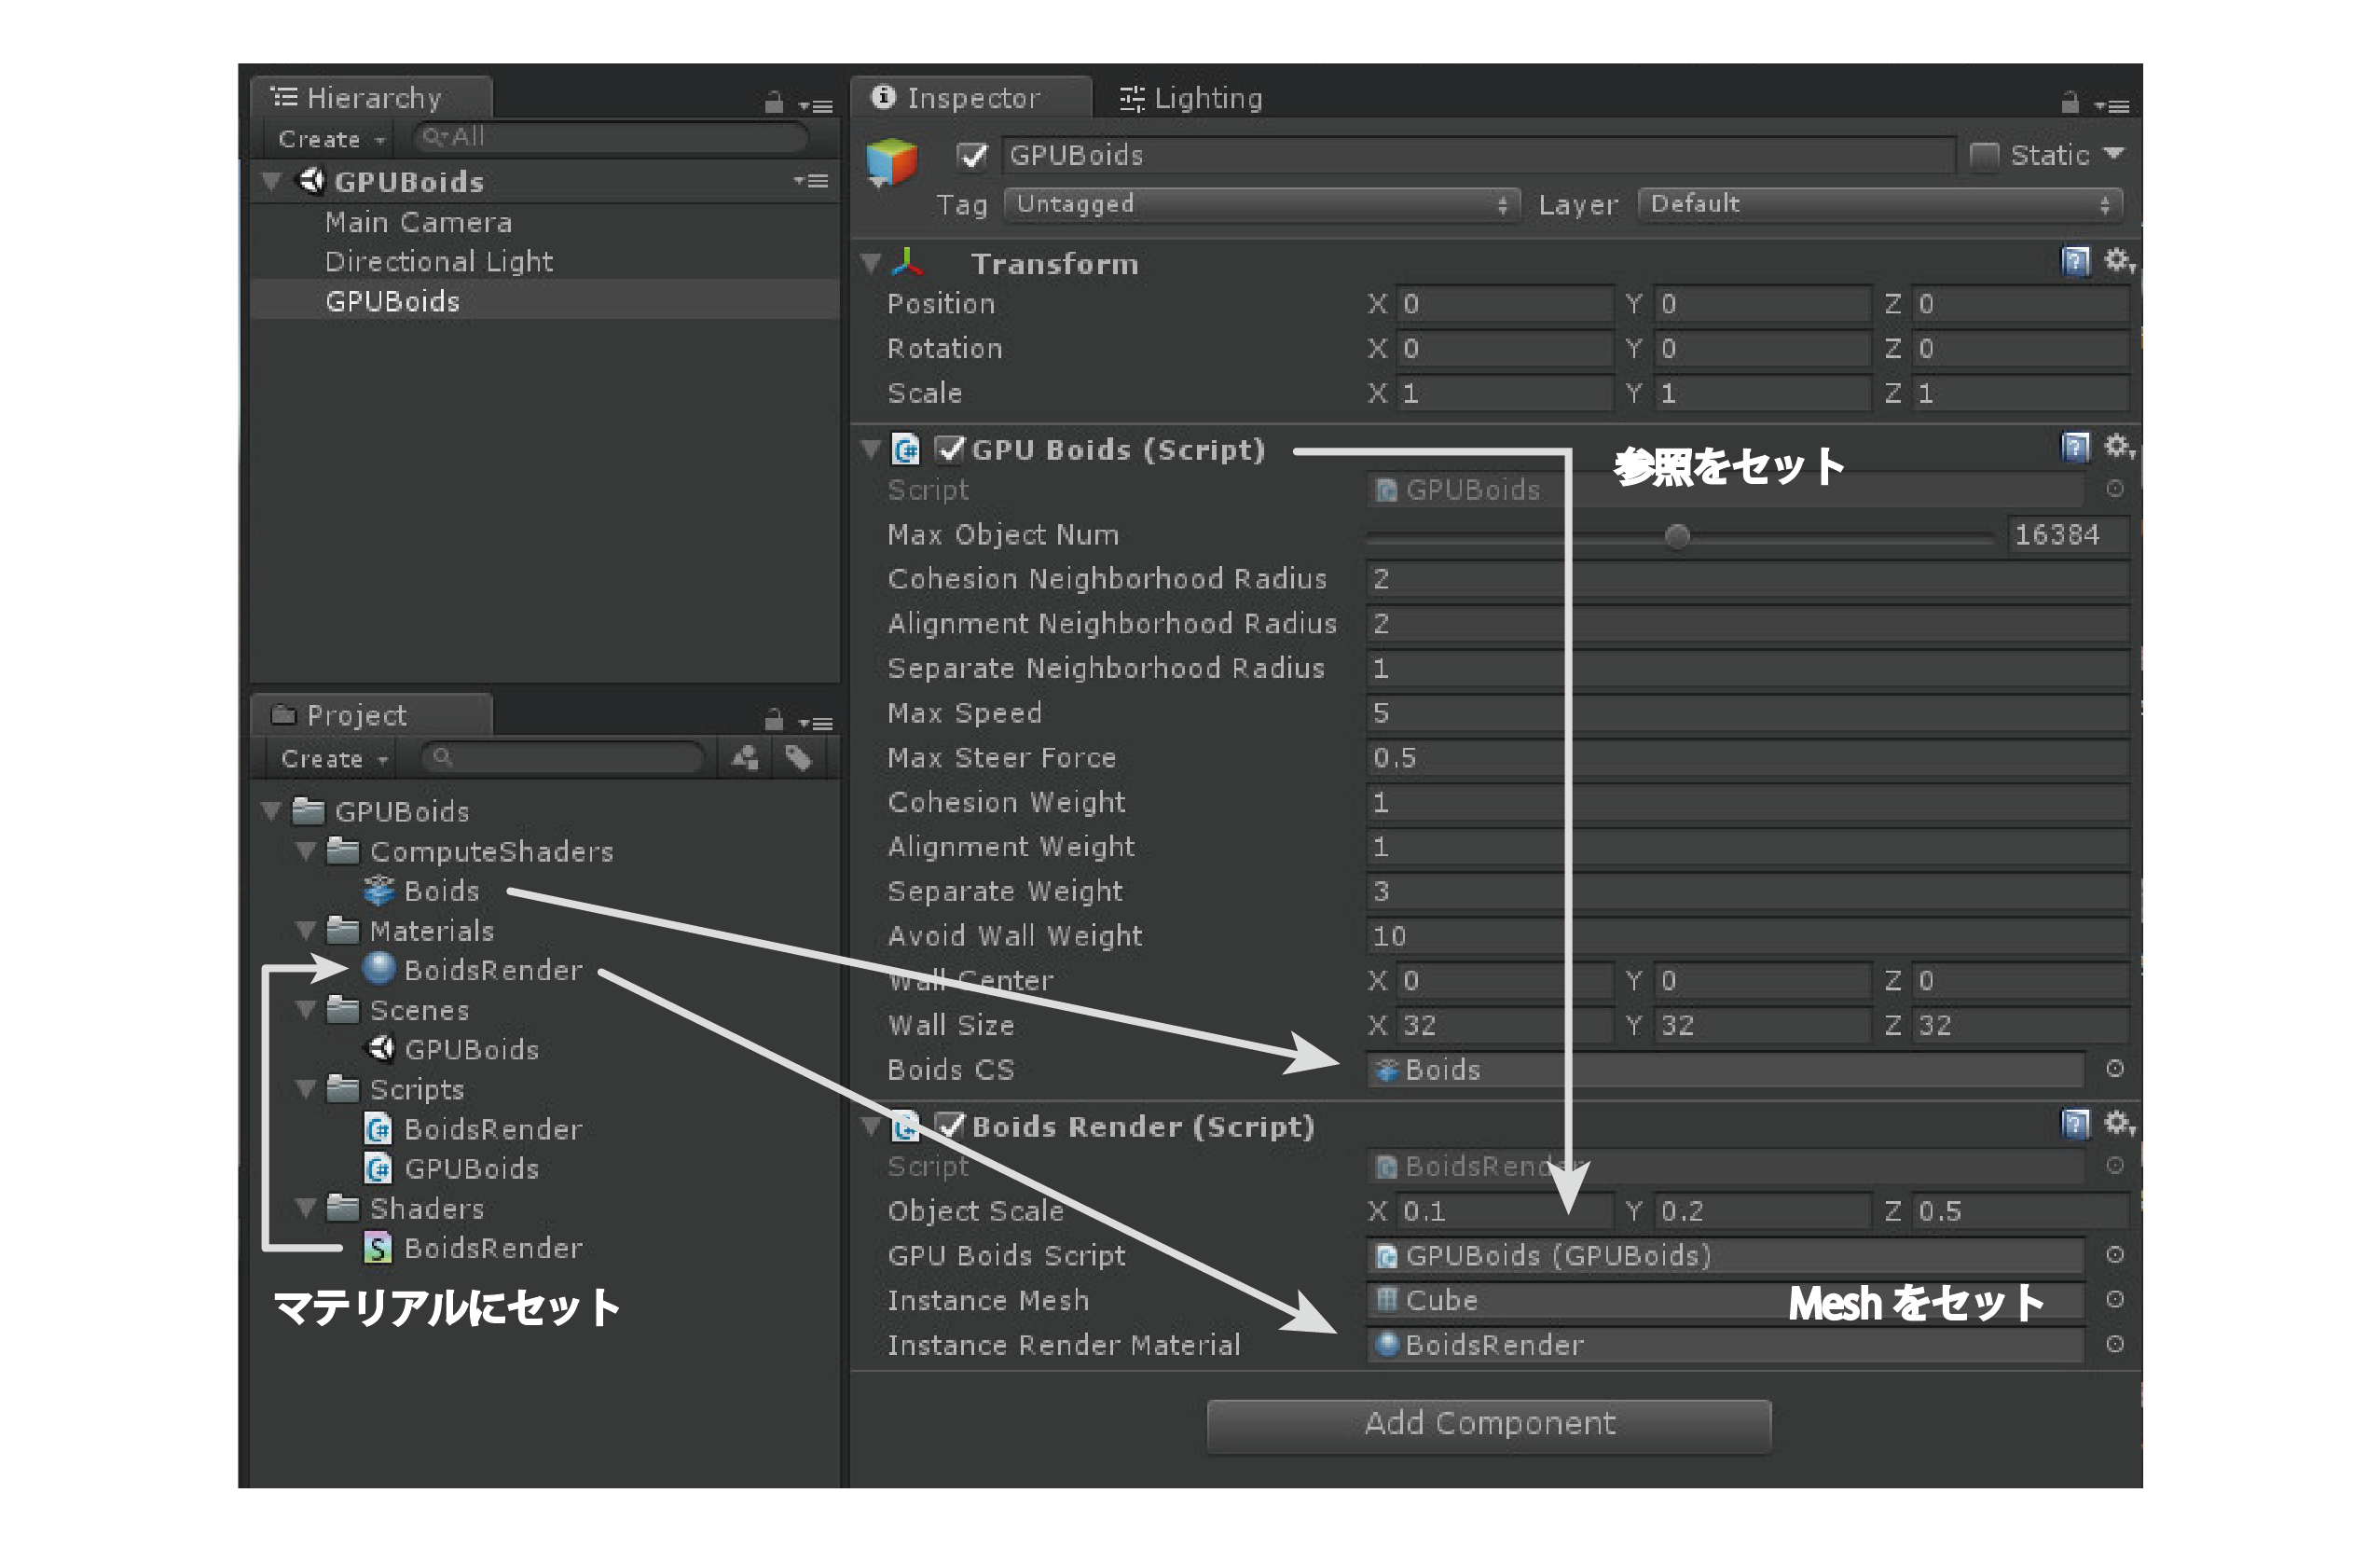 Hierarchy
Create
All
GPUBoids
Main Camera
Directional Light
GPUBoids
Project
Create
GPUBoids
ComputeShaders
Boids
Materials
BoidsRender
Scenes
GPUBoids
Scripts
BoidsRender
GPUBoids
Shaders
BoidsRender
マテリアルにセット
Inspector Lighting
GPUBoids Static
Tag Untagged Layer Default
Transform
Position X 0 Y 0 Z 0
Rotation X 0 Y 0 Z 0
Scale X 1 Y 1 Z 1
GPU Boids (Script)
参照をセット
Script GPUBoids
Max Object Num 16384
Cohesion Neighborhood Radius 2
Alignment Neighborhood Radius 2
Separate Neighborhood Radius 1
Max Speed 5
Max Steer Force 0.5
Cohesion Weight 1
Alignment Weight 1
Separate Weight 3
Avoid Wall Weight 10
Wall Center X 0 Y 0 Z 0
Wall Size X 32 Y 32 Z 32
Boids CS Boids
Boids Render (Script)
Script BoidsRender
Object Scale X 0.1 Y 0.2 Z 0.5
GPU Boids Script GPUBoids (GPUBoids)
Instance Mesh Cube
Meshをセット
Instance Render Material BoidsRender
Add Component